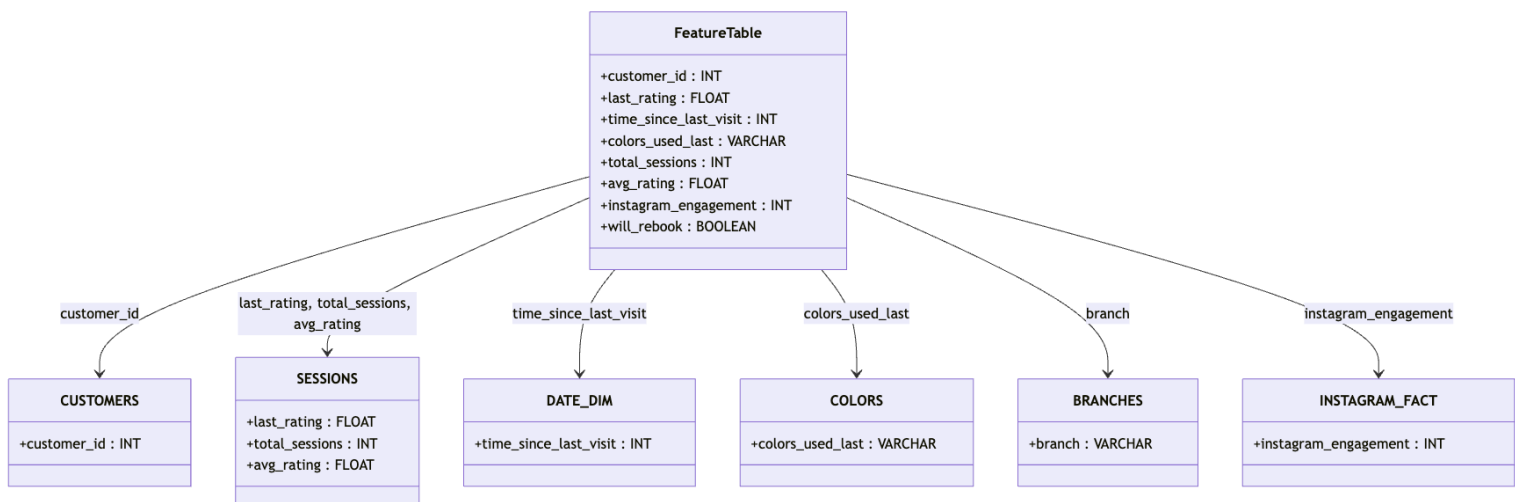 FeatureTable
+customer_id : INT
+last_rating : FLOAT
+time_since_last_visit : INT
+colors_used_last : VARCHAR
+total_sessions : INT
+avg_rating : FLOAT
+instagram_engagement : INT
+will_rebook : BOOLEAN
customer_id
last_rating, total_sessions,
avg_rating
time_since_last_visit
colors_used_last
branch
instagram_engagement
CUSTOMERS
+customer_id : INT
SESSIONS
+last_rating : FLOAT
+total_sessions : INT
+avg_rating : FLOAT
DATE_DIM
+time_since_last_visit : INT
COLORS
+colors_used_last : VARCHAR
BRANCHES
+branch : VARCHAR
INSTAGRAM_FACT
+instagram_engagement : INT